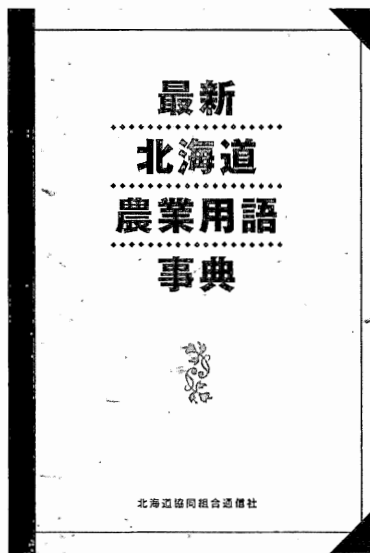 最新
北海道
農業用語
事典
北海道協同組合通信社